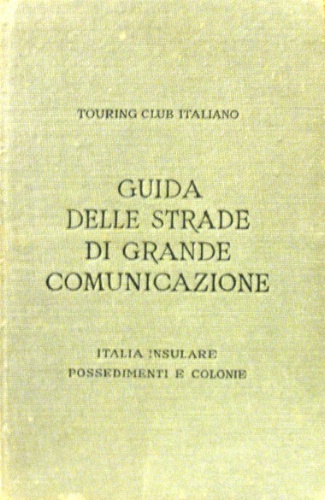 TOURING CLUB ITALIANO
GUIDA
DELLE STRADE
DI GRANDE
COMUNICAZIONE
ITALIA INSULARE
POSSEDIMENTI E COLONIE